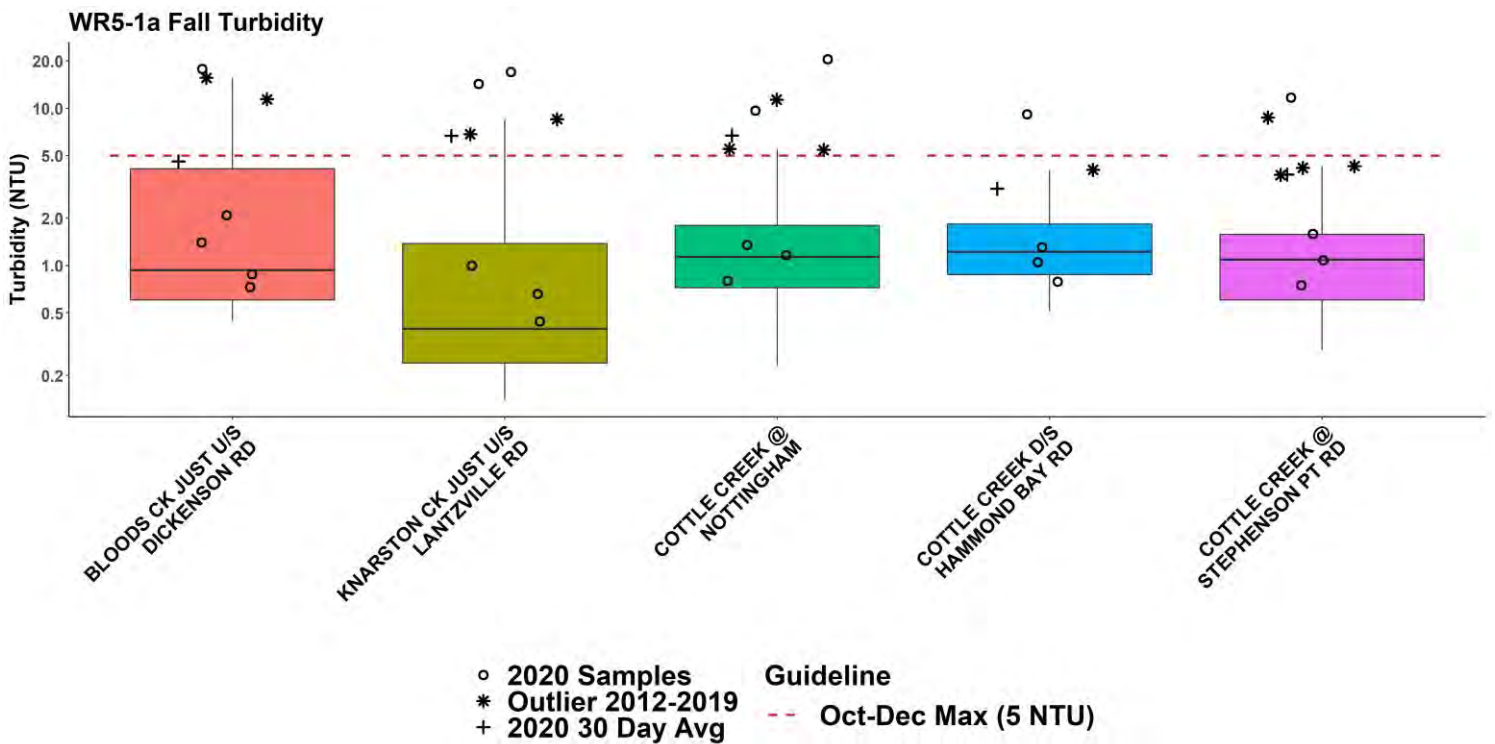 WR5-1a Fall Turbidity
Turbidity (NTU)
20.0
10.0
5.0
2.0
1.0
0.5
0.2
BLOODS CK JUST U/S
DICKENSON RD
KNARSTON CK JUST U/S
LANTZVILLE RD
COTTLE CREEK @
NOTTINGHAM
COTTLE CREEK D/S
HAMMOND BAY RD
COTTLE CREEK @
STEPHENSON PT RD
2020 Samples
Outlier 2012-2019
2020 30 Day Avg
Guideline
Oct-Dec Max (5 NTU)